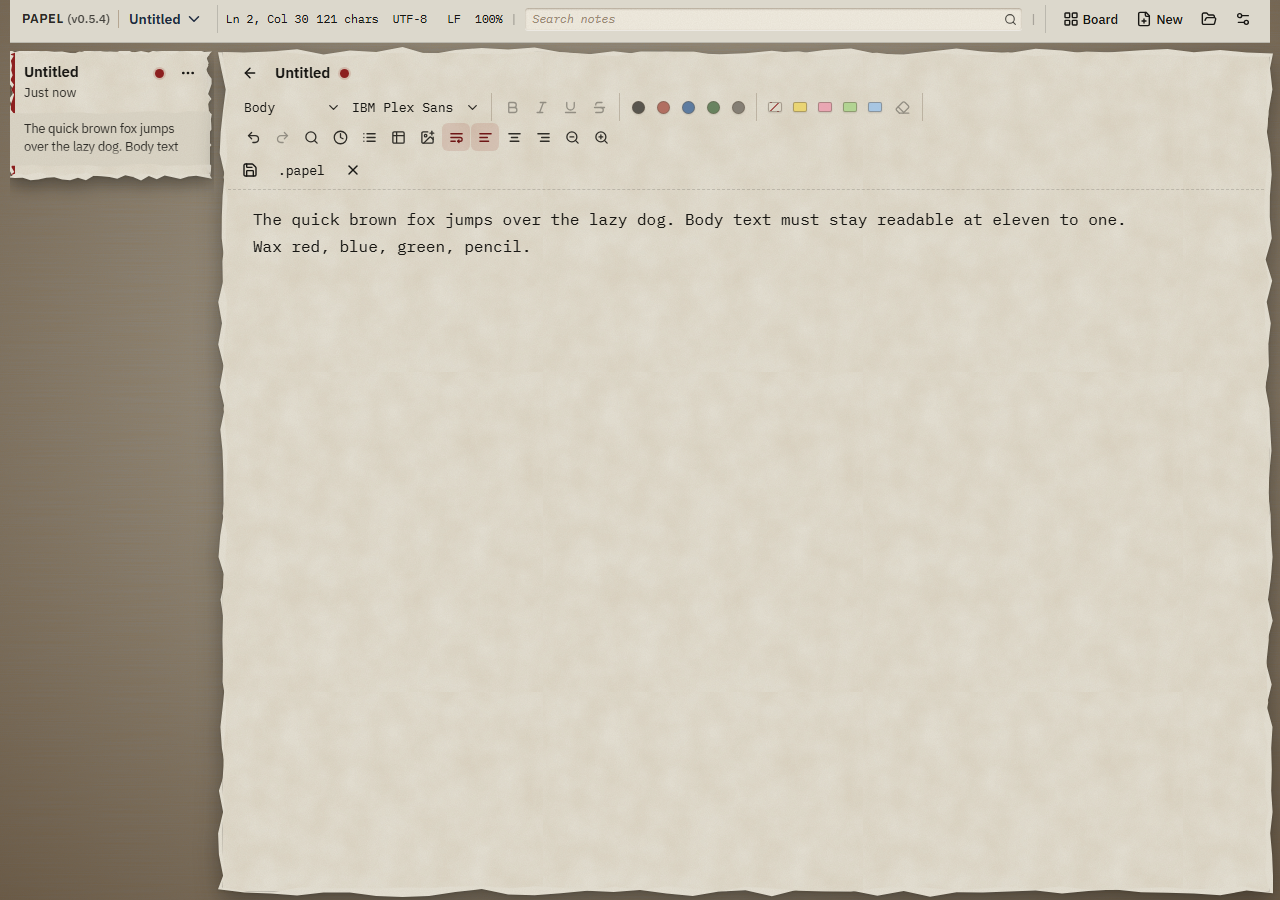 PAPEL (v0.5.4) Untitled Ln 2, Col 30 121 chars UTF-8 LF 100% Search notes Board New
Untitled
Just now
The quick brown fox jumps
over the lazy dog. Body text
Untitled
Body IBM Plex Sans B I U S
.papel
The quick brown fox jumps over the lazy dog. Body text must stay readable at eleven to one.
Wax red, blue, green, pencil.